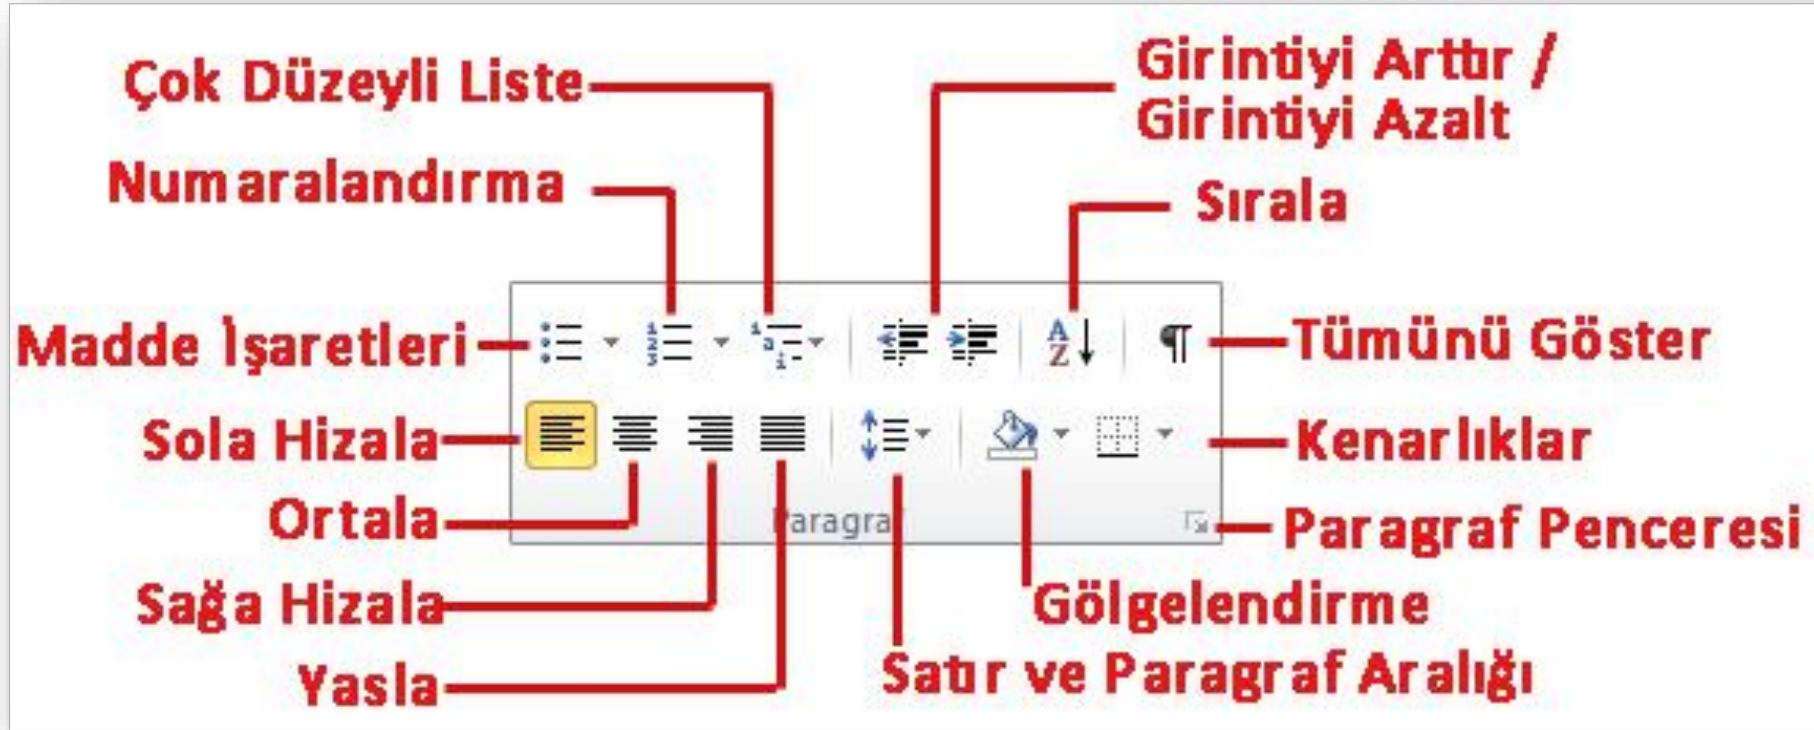 Çok Düzeyli Liste
Girintiyi Arttır /
Girintiyi Azalt
Numaralandırma
Sırala
Madde İşaretleri
Tümünü Göster
Sola Hizala
Kenarlıklar
Ortala
Paragraf
Paragraf Penceresi
Sağa Hizala
Gölgelendirme
Yasla
Satır ve Paragraf Aralığı